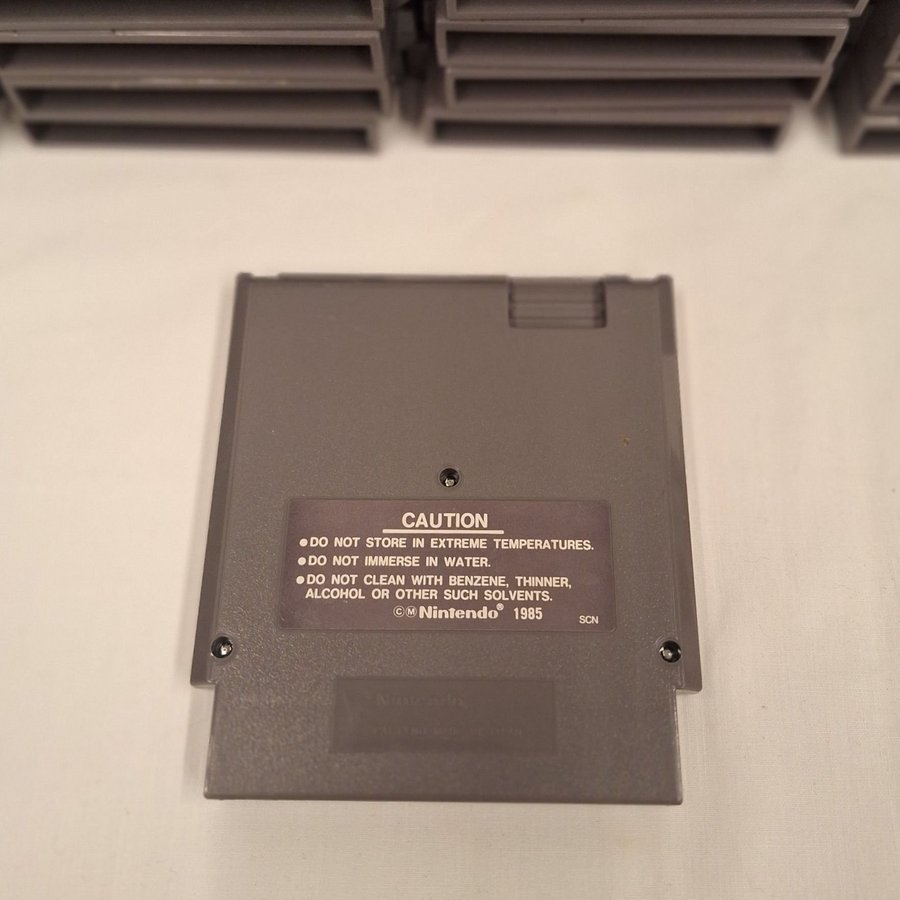 CAUTION
●DO NOT STORE IN EXTREME TEMPERATURES.
●DO NOT IMMERSE IN WATER.
●DO NOT CLEAN WITH BENZENE, THINNER,
ALCOHOL OR OTHER SUCH SOLVENTS.
©Ⓜ Nintendo® 1985
SCN